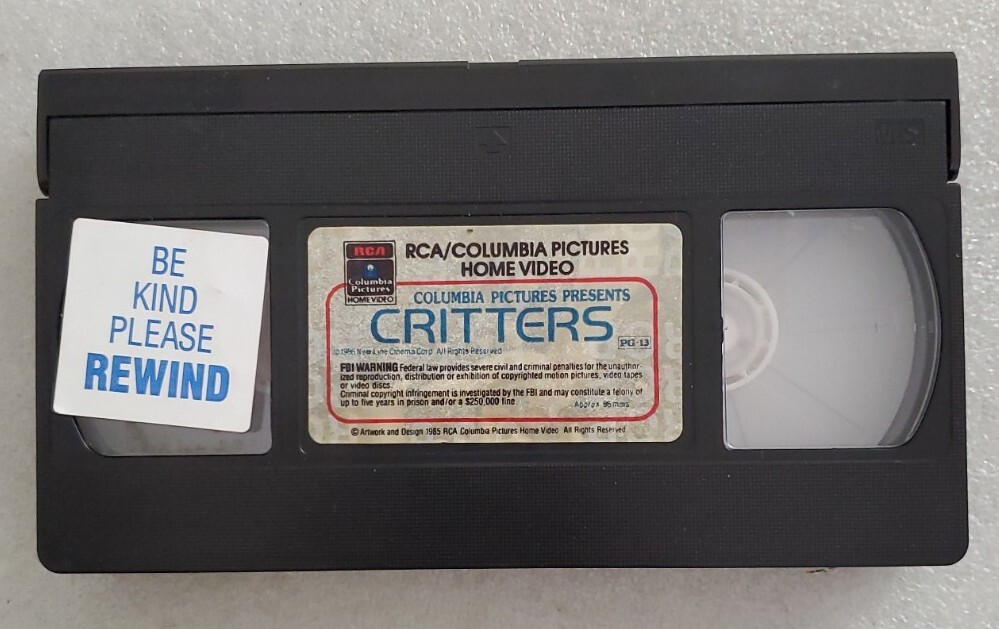 VHS
BE
KIND
PLEASE
REWIND
RCA
Columbia
Pictures
HOME VIDEO
RCA/COLUMBIA PICTURES
HOME VIDEO
COLUMBIA PICTURES PRESENTS
CRITTERS
PG-13
©1986 New Line Cinema Corp. All Rights Reserved
FBI WARNING Federal law provides severe civil and criminal penalties for the unauthor-
ized reproduction, distribution or exhibition of copyrighted motion pictures, video tapes
or video discs.
Criminal copyright infringement is investigated by the FBI and may constitute a felony of
up to five years in prison and/or a $250,000 fine.
Approx 86 mins
© Artwork and Design 1985 RCA Columbia Pictures Home Video All Rights Reserved